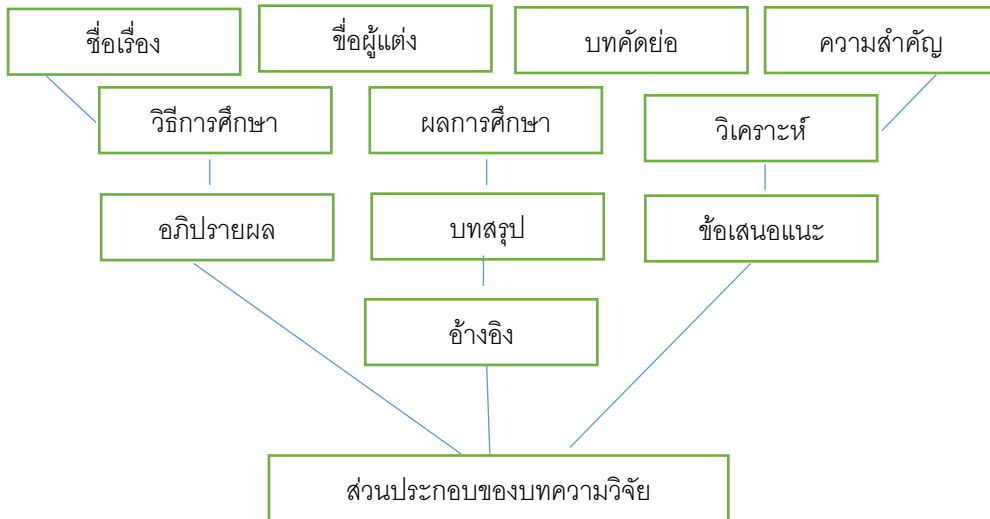 ชื่อเรื่อง
ชื่อผู้แต่ง
บทคัดย่อ
ความสำคัญ
วิธีการศึกษา
ผลการศึกษา
วิเคราะห์
อภิปรายผล
บทสรุป
ข้อเสนอแนะ
อ้างอิง
ส่วนประกอบของบทความวิจัย